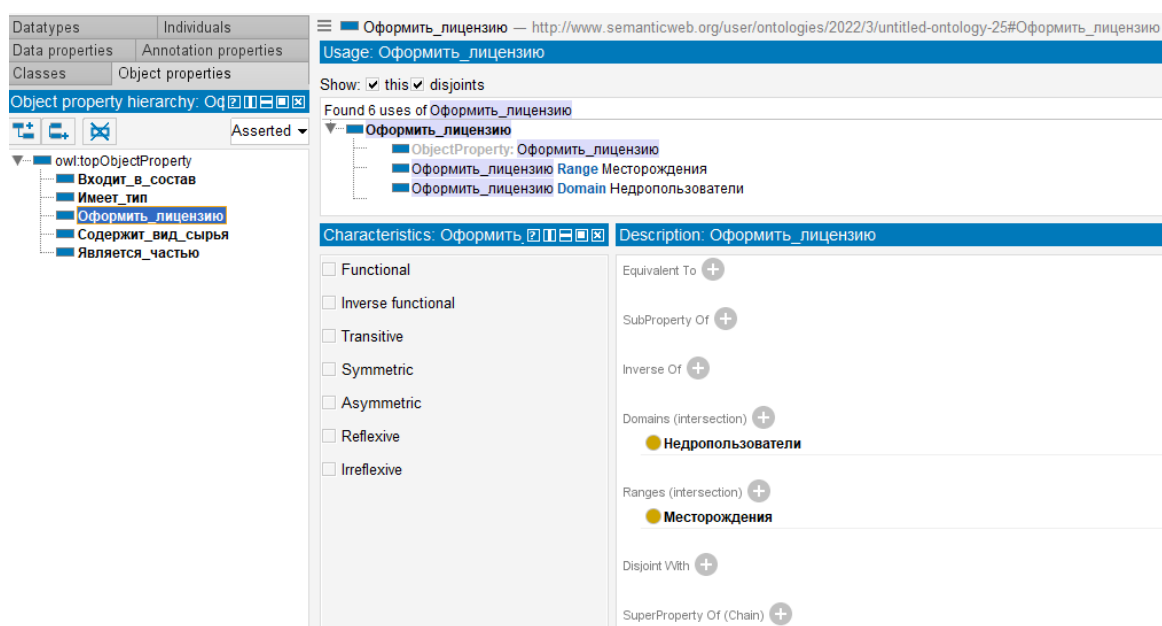 Datatypes
Individuals
Data properties
Annotation properties
Classes
Object properties
Object property hierarchy: Оф
Asserted
owl:topObjectProperty
Входит_в_состав
Имеет_тип
Оформить_лицензию
Содержит_вид_сырья
Является_частью
Оформить_лицензию — http://www.semanticweb.org/user/ontologies/2022/3/untitled-ontology-25#Оформить_лицензию
Usage: Оформить_лицензию
Show: this disjoints
Found 6 uses of Оформить_лицензию
Оформить_лицензию
ObjectProperty: Оформить_лицензию
Оформить_лицензию Range Месторождения
Оформить_лицензию Domain Недропользователи
Characteristics: Оформить_
Functional
Inverse functional
Transitive
Symmetric
Asymmetric
Reflexive
Irreflexive
Description: Оформить_лицензию
Equivalent To
SubProperty Of
Inverse Of
Domains (intersection)
Недропользователи
Ranges (intersection)
Месторождения
Disjoint With
SuperProperty Of (Chain)